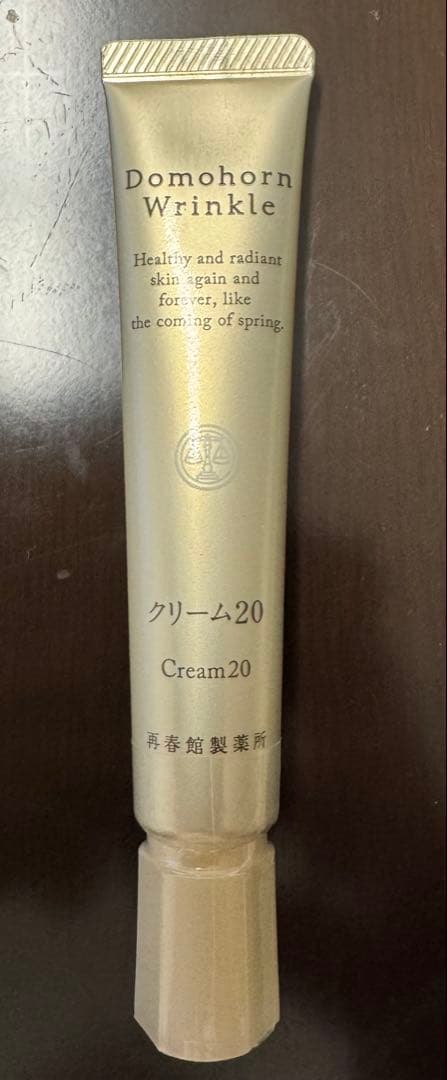 Domohorn
Wrinkle
Healthy and radiant
skin again and
forever, like
the coming of spring.
クリーム20
Cream20
再春館製薬所